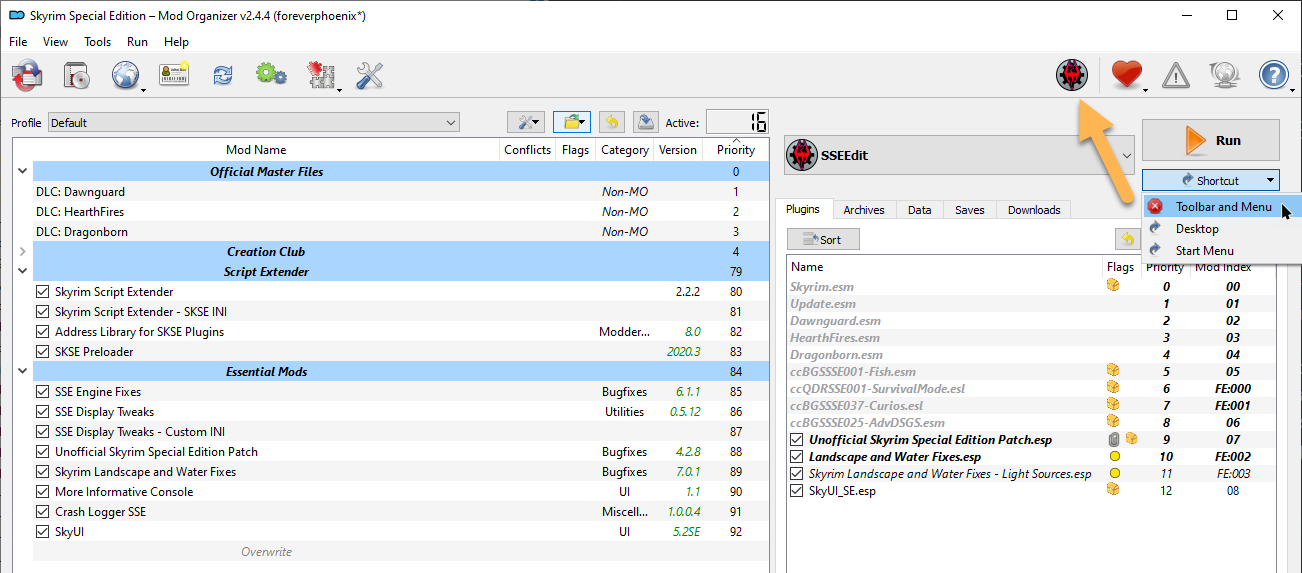 Skyrim Special Edition – Mod Organizer v2.4.4 (foreverphoenix*)
File View Tools Run Help
Profile Default Active: 16
SSEEdit Run
Shortcut
Toolbar and Menu
Desktop
Start Menu
Mod Name Conflicts Flags Category Version Priority
Official Master Files 0
DLC: Dawnguard Non-MO 1
DLC: HearthFires Non-MO 2
DLC: Dragonborn Non-MO 3
Creation Club 4
Script Extender 79
Skyrim Script Extender 2.2.2 80
Skyrim Script Extender - SKSE INI 81
Address Library for SKSE Plugins Modder... 8.0 82
SKSE Preloader 2020.3 83
Essential Mods 84
SSE Engine Fixes Bugfixes 6.1.1 85
SSE Display Tweaks Utilities 0.5.12 86
SSE Display Tweaks - Custom INI 87
Unofficial Skyrim Special Edition Patch Bugfixes 4.2.8 88
Skyrim Landscape and Water Fixes Bugfixes 7.0.1 89
More Informative Console UI 1.1 90
Crash Logger SSE Miscell... 1.0.0.4 91
SkyUI UI 5.2SE 92
Overwrite
Plugins Archives Data Saves Downloads
Sort
Name Flags Priority Mod Index
Skyrim.esm 0 00
Update.esm 1 01
Dawnguard.esm 2 02
HearthFires.esm 3 03
Dragonborn.esm 4 04
ccBGSSSE001-Fish.esm 5 05
ccQDRSSE001-SurvivalMode.esl 6 FE:000
ccBGSSSE037-Curios.esl 7 FE:001
ccBGSSSE025-AdvDSGS.esm 8 06
Unofficial Skyrim Special Edition Patch.esp 9 07
Landscape and Water Fixes.esp 10 FE:002
Skyrim Landscape and Water Fixes - Light Sources.esp 11 FE:003
SkyUI_SE.esp 12 08